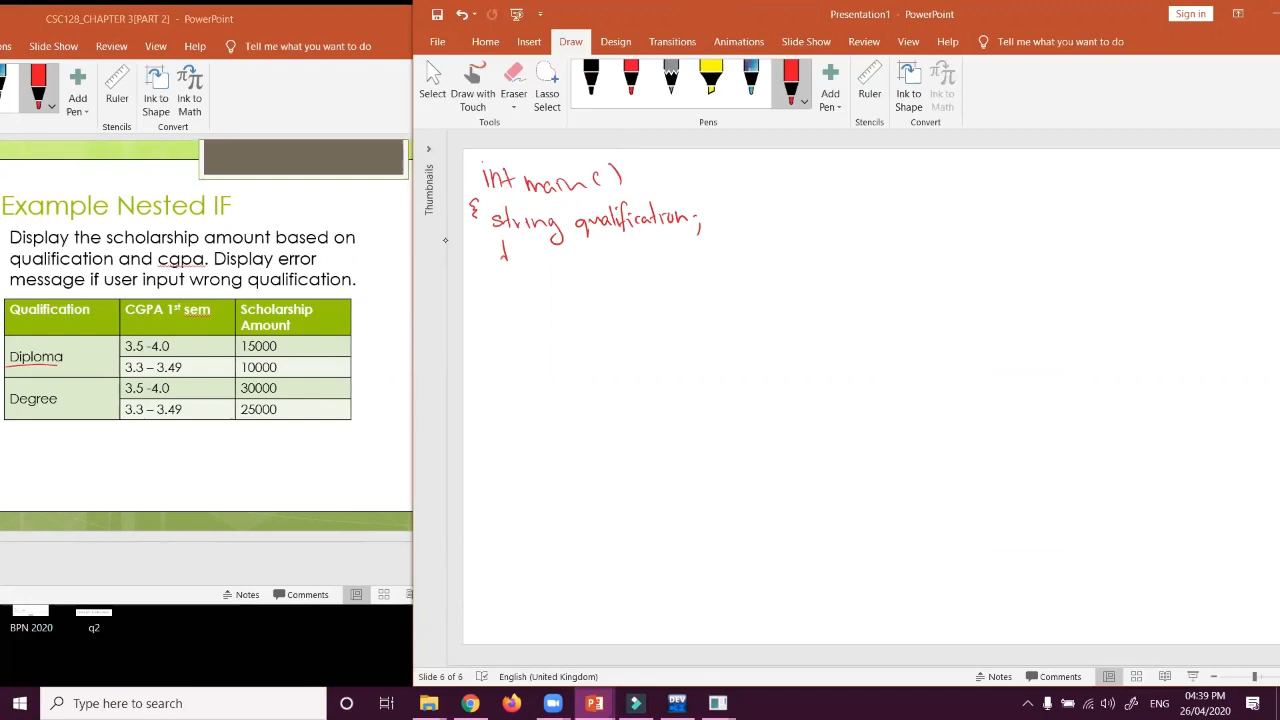 CSC128_CHAPTER 3[PART 2] - PowerPoint
Slide Show Review View Help Tell me what you want to do
Add Pen
Ruler
Ink to Shape
Ink to Math
Stencils
Convert
Example Nested IF
Display the scholarship amount based on
qualification and cgpa. Display error
message if user input wrong qualification.
Qualification CGPA 1st sem Scholarship Amount
Diploma 3.5 -4.0 15000
3.3 – 3.49 10000
Degree 3.5 -4.0 30000
3.3 – 3.49 25000
Notes Comments
BPN 2020 q2
Presentation1 - PowerPoint
Sign in
File Home Insert Draw Design Transitions Animations Slide Show Review View Help Tell me what you want to do
Select
Draw with Touch
Eraser
Lasso Select
Add Pen
Ruler
Ink to Shape
Ink to Math
Tools
Pens
Stencils
Convert
Thumbnails
int main ( )
{ string qualification;
d
Slide 6 of 6 English (United Kingdom) Notes Comments
Type here to search
DEV
ENG
04:39 PM
26/04/2020